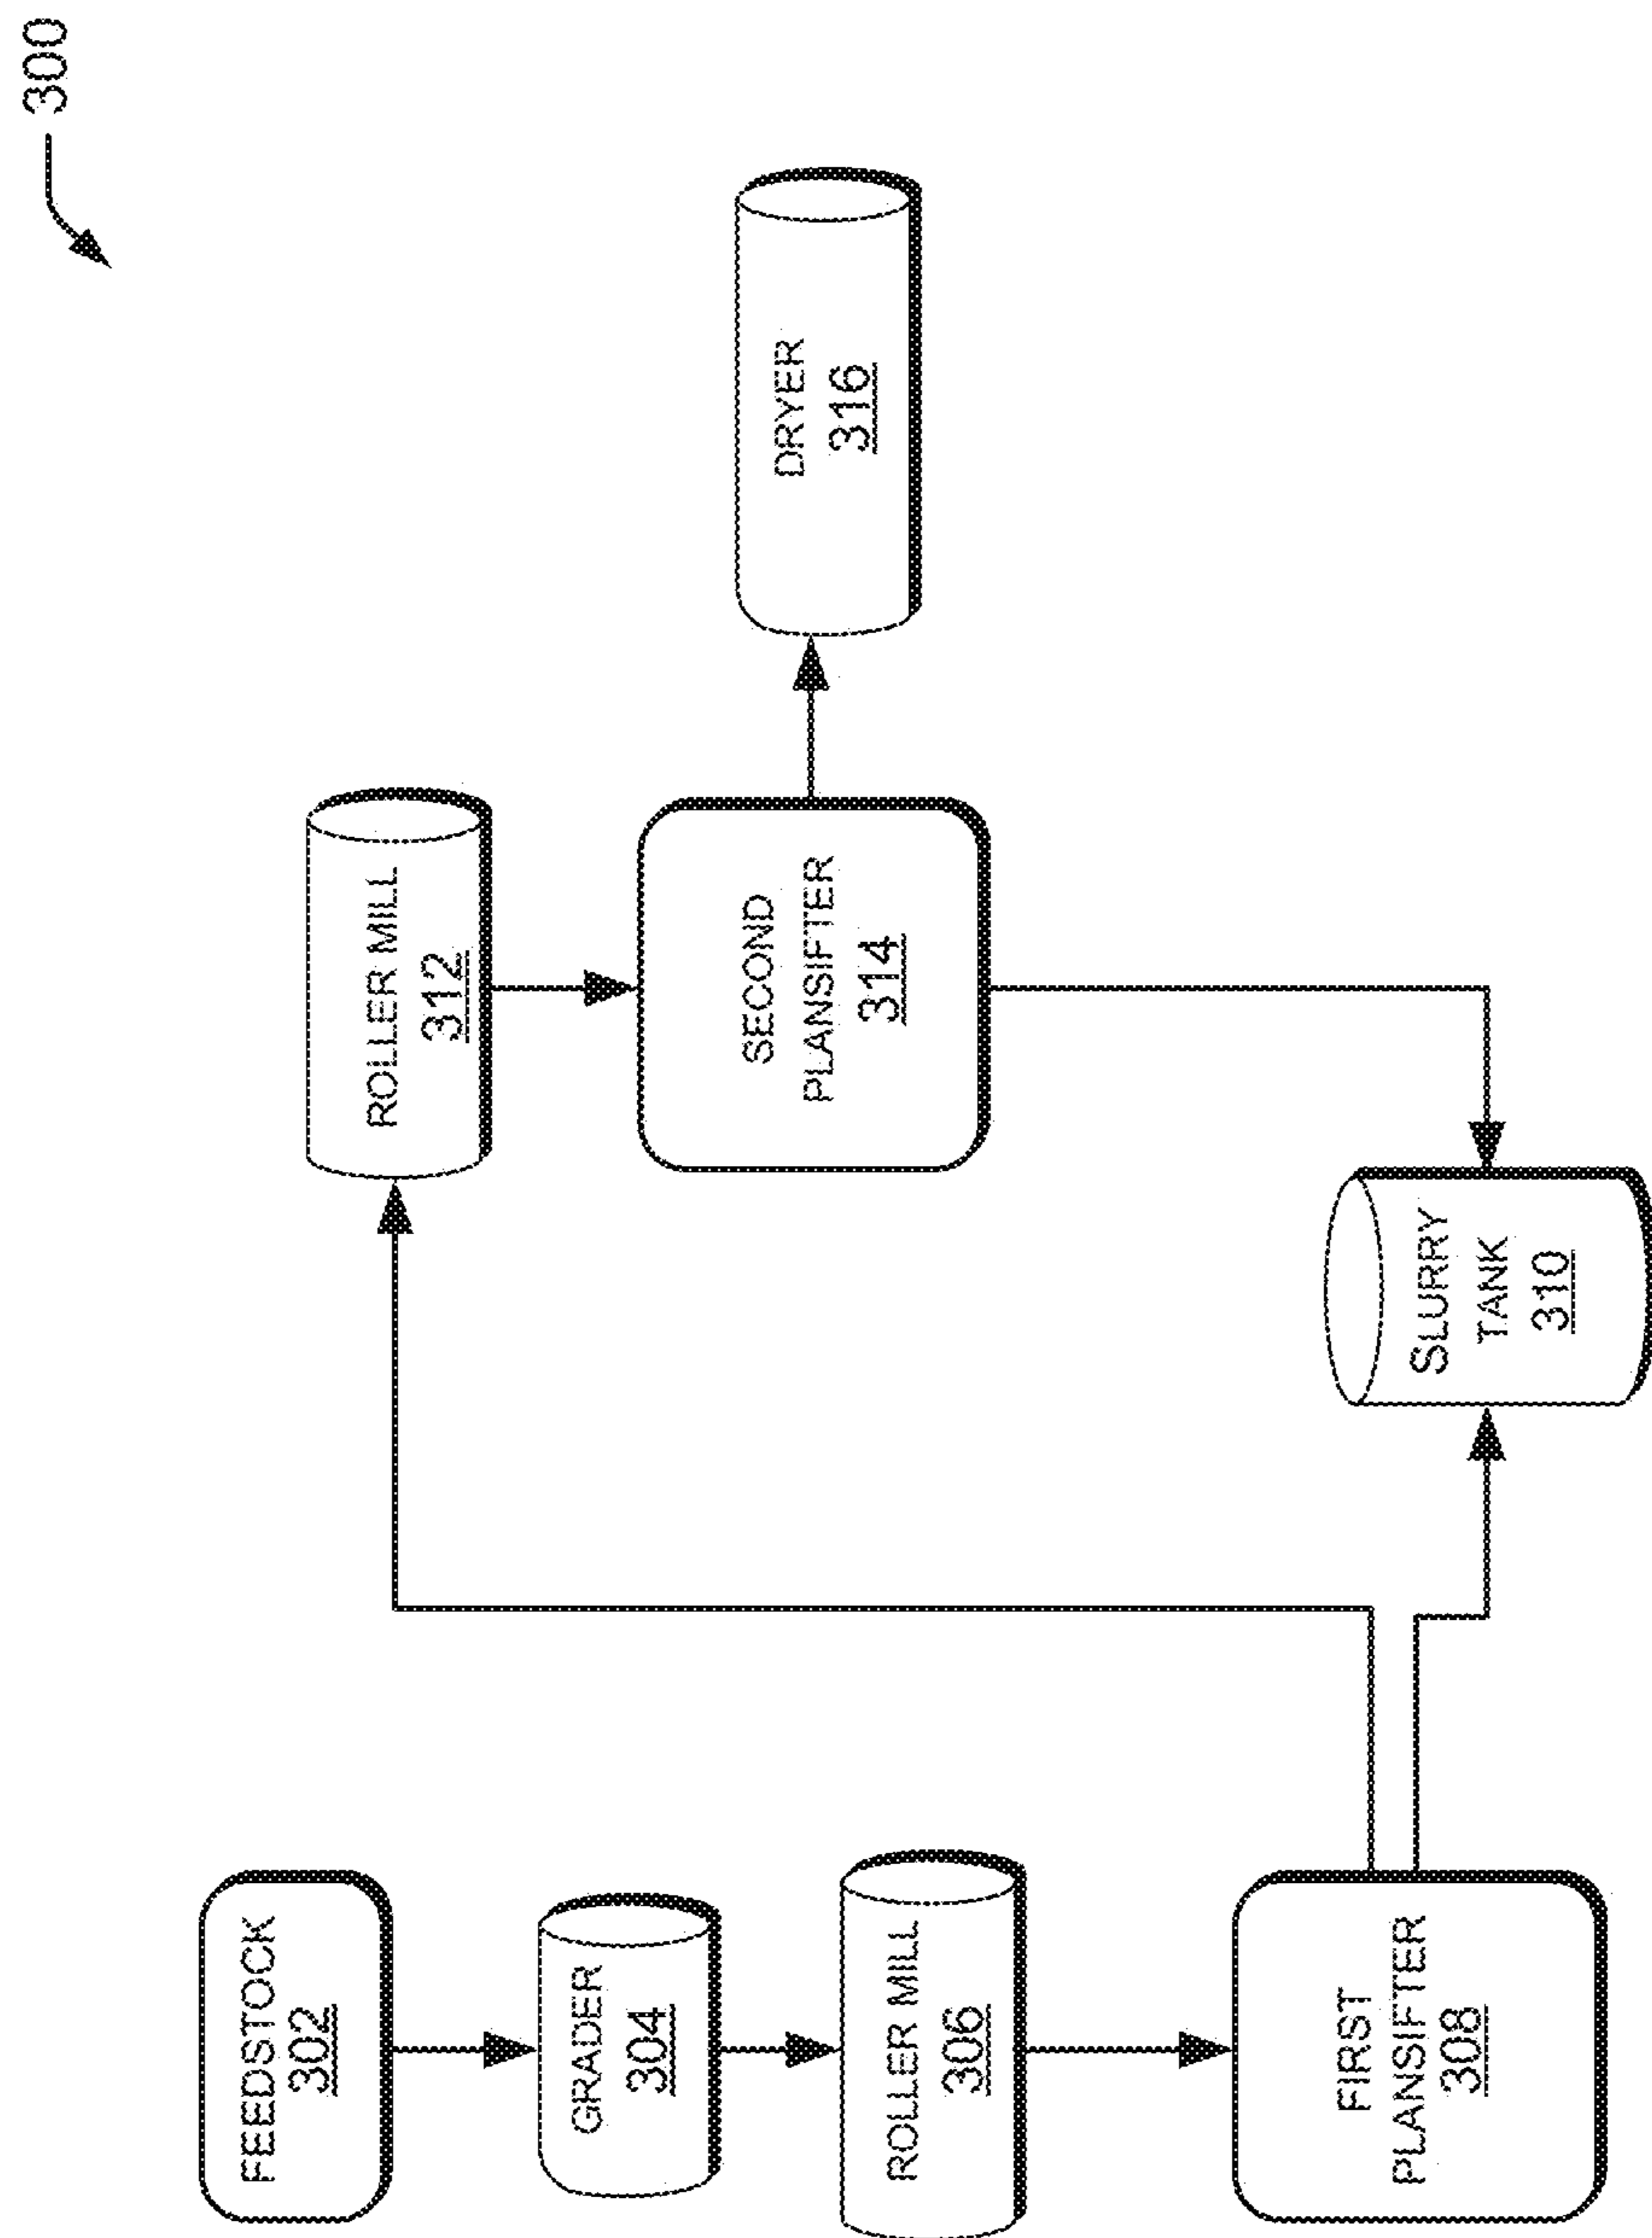 300
FEEDSTOCK
302
GRADER
304
ROLLER MILL
306
FIRST
PLANSIFTER
308
ROLLER MILL
312
SECOND
PLANSIFTER
314
SLURRY
TANK
310
DRYER
316